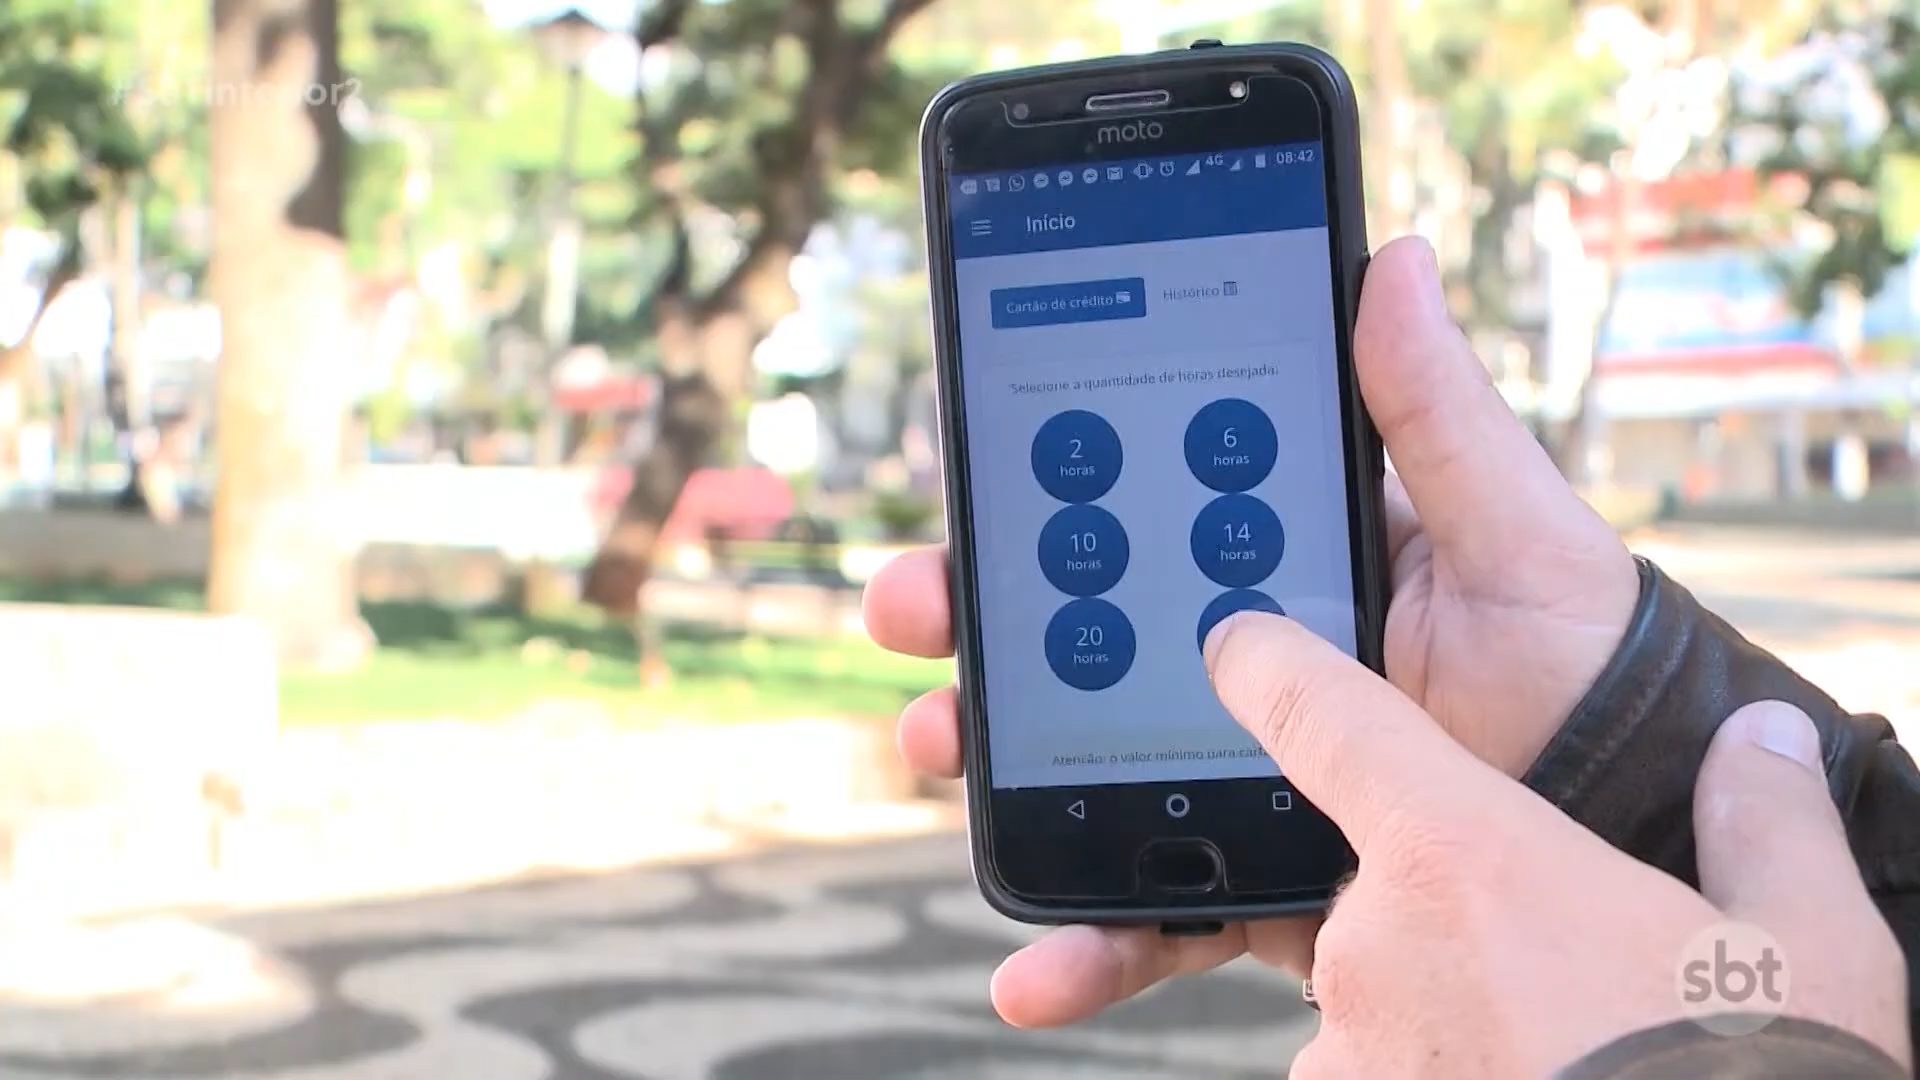 #sbtinterior2
moto
4G 08:42
Início
Cartão de crédito
Histórico
Selecione a quantidade de horas desejada:
2
horas
6
horas
10
horas
14
horas
20
horas
Atenção: o valor mínimo para
sbt